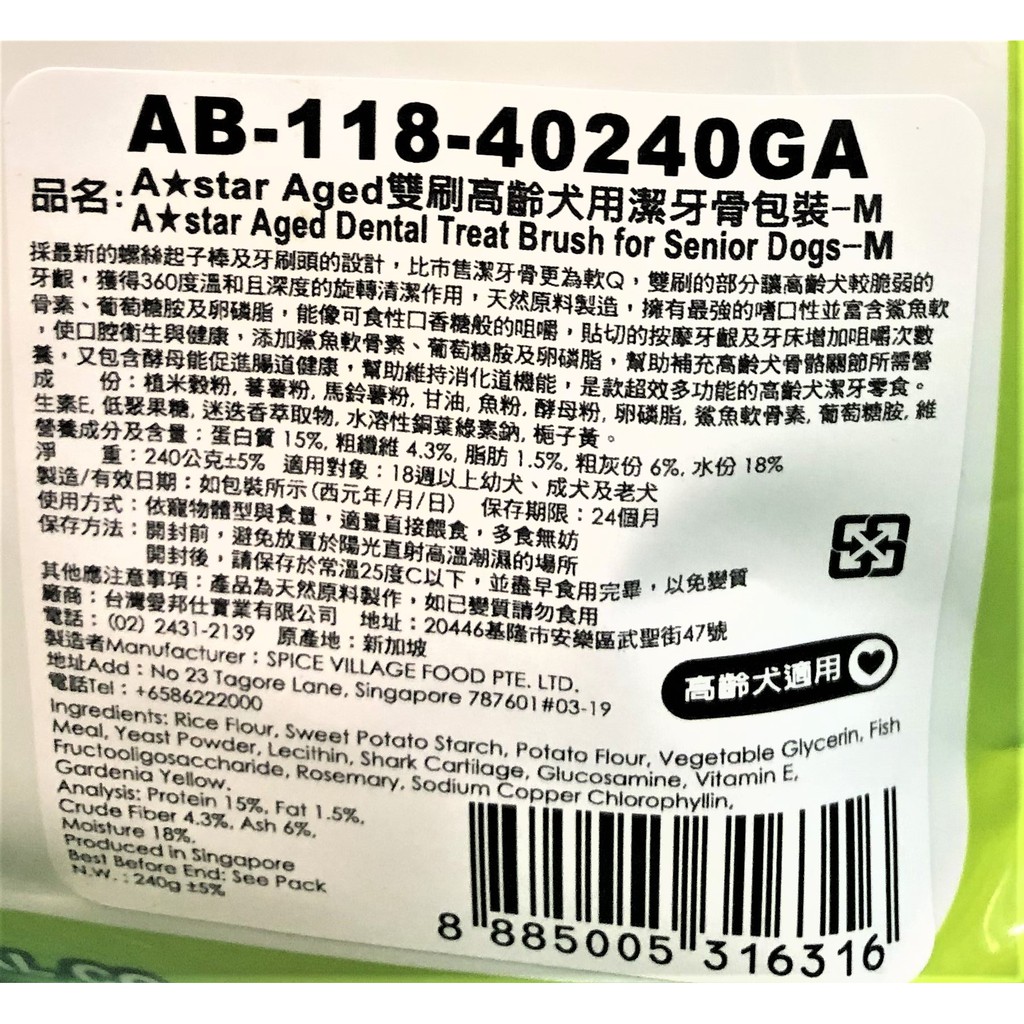 AB-118-40240GA
品名:A★star Aged雙刷高齡犬用潔牙骨包裝-M
A★star Aged Dental Treat Brush for Senior Dogs-M
採最新的螺絲起子棒及牙刷頭的設計，比市售潔牙骨更為軟Q，雙刷的部分讓高齡犬較脆弱的
牙齦，獲得360度溫和且深度的旋轉清潔作用，天然原料製造，擁有最強的嗜口性並富含鯊魚軟
骨素、葡萄糖胺及卵磷脂，能像可食性口香糖般的咀嚼，貼切的按摩牙齦及牙床增加咀嚼次數
，使口腔衛生與健康，添加鯊魚軟骨素、葡萄糖胺及卵磷脂，幫助補充高齡犬骨骼關節所需營
養，又包含酵母能促進腸道健康，幫助維持消化道機能，是款超效多功能的高齡犬潔牙零食。
成　份：植米穀粉, 蕃薯粉, 馬鈴薯粉, 甘油, 魚粉, 酵母粉, 卵磷脂, 鯊魚軟骨素, 葡萄糖胺, 維
生素E, 低聚果糖, 迷迭香萃取物, 水溶性銅葉綠素鈉, 梔子黃。
營養成分及含量：蛋白質 15%, 粗纖維 4.3%, 脂肪 1.5%, 粗灰份 6%, 水份 18%
淨　重：240公克±5%　適用對象：18週以上幼犬、成犬及老犬
製造/有效日期：如包裝所示(西元年/月/日)　保存期限：24個月
使用方式：依寵物體型與食量，適量直接餵食，多食無妨
保存方法：開封前，避免放置於陽光直射高溫潮濕的場所
開封後，請保存於常溫25度C以下，並盡早食用完畢，以免變質
其他應注意事項：產品為天然原料製作，如已變質請勿食用
廠商：台灣愛邦仕實業有限公司　地址：20446基隆市安樂區武聖街47號
電話：(02) 2431-2139　原產地：新加坡
製造者Manufacturer：SPICE VILLAGE FOOD PTE. LTD.
地址Add：No 23 Tagore Lane, Singapore 787601#03-19
電話Tel：+6586222000
高齡犬適用
Ingredients: Rice Flour, Sweet Potato Starch, Potato Flour, Vegetable Glycerin, Fish
Meal, Yeast Powder, Lecithin, Shark Cartilage, Glucosamine, Vitamin E,
Fructooligosaccharide, Rosemary, Sodium Copper Chlorophyllin,
Gardenia Yellow.
Analysis: Protein 15%, Fat 1.5%,
Crude Fiber 4.3%, Ash 6%,
Moisture 18%.
Produced in Singapore
Best Before End: See Pack
N.W.：240g ±5%
8 885005 316316